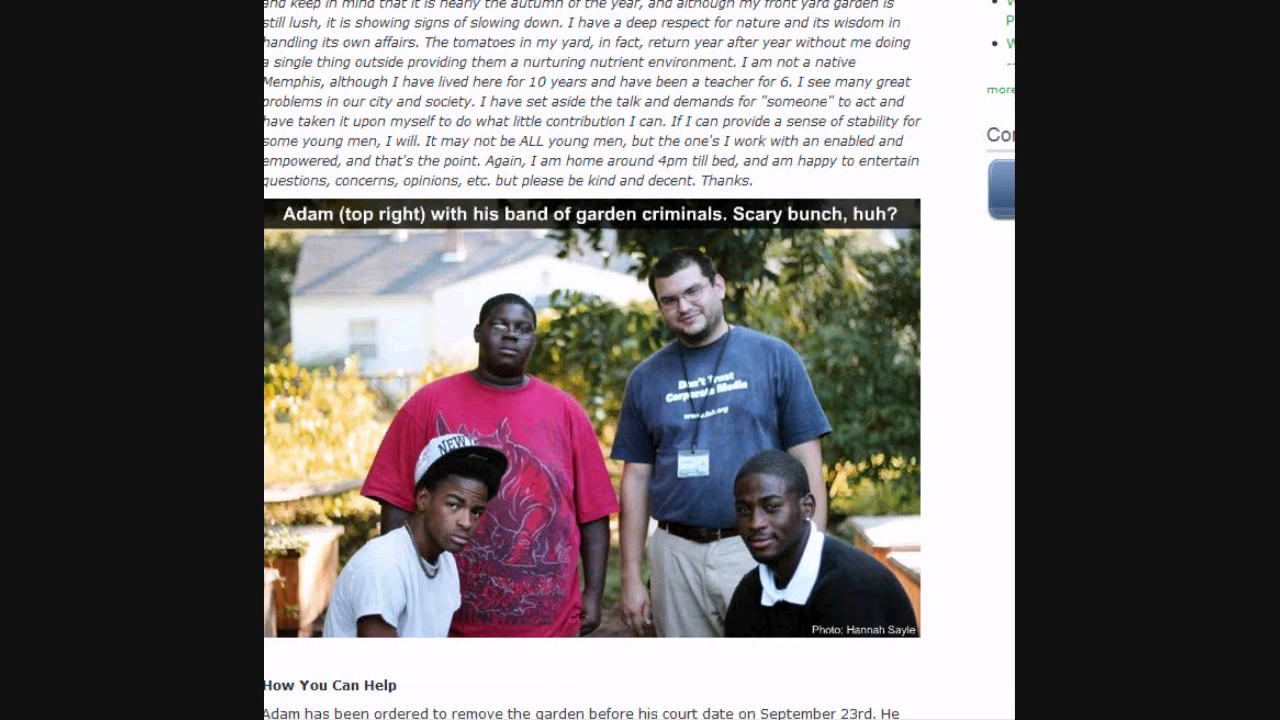 and keep in mind that it is nearly the autumn of the year, and although my front yard garden is
still lush, it is showing signs of slowing down. I have a deep respect for nature and its wisdom in
handling its own affairs. The tomatoes in my yard, in fact, return year after year without me doing
a single thing outside providing them a nurturing nutrient environment. I am not a native
Memphis, although I have lived here for 10 years and have been a teacher for 6. I see many great
problems in our city and society. I have set aside the talk and demands for "someone" to act and
have taken it upon myself to do what little contribution I can. If I can provide a sense of stability for
some young men, I will. It may not be ALL young men, but the one's I work with an enabled and
empowered, and that's the point. Again, I am home around 4pm till bed, and am happy to entertain
questions, concerns, opinions, etc. but please be kind and decent. Thanks.
more
Adam (top right) with his band of garden criminals. Scary bunch, huh?
Don't Trust
Corporate Media
NEW
Photo: Hannah Sayle
How You Can Help
Adam has been ordered to remove the garden before his court date on September 23rd. He